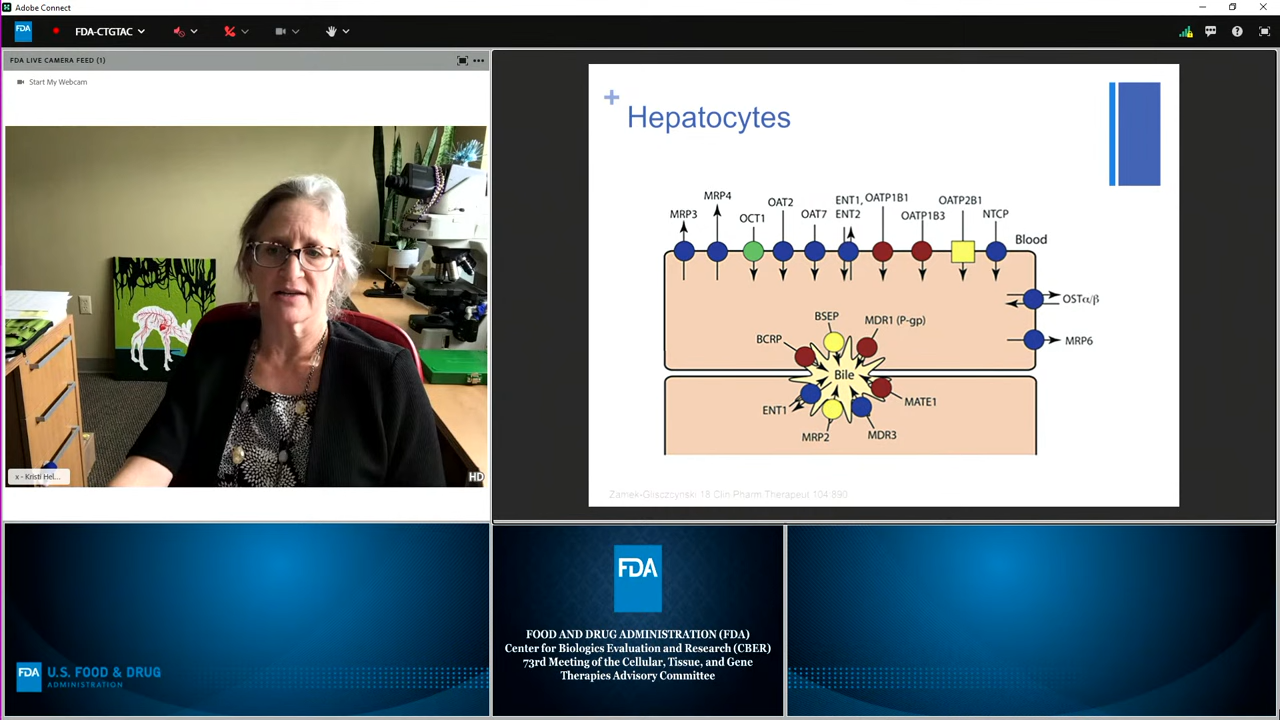 Adobe Connect
FDA
FDA-CTGTAC
FDA LIVE CAMERA FEED (1)
Start My Webcam
x - Kristi Hel...
HD
+ Hepatocytes
MRP3
MRP4
OCT1
OAT2
OAT7
ENT1,
ENT2
OATP1B1
OATP1B3
OATP2B1
NTCP
Blood
OSTα/β
MRP6
BSEP
MDR1 (P-gp)
BCRP
Bile
ENT1
MATE1
MRP2
MDR3
Zamek-Gliszczynski 18 Clin Pharm Therapeut 104:890
FDA U.S. FOOD & DRUG
ADMINISTRATION
FDA
FOOD AND DRUG ADMINISTRATION (FDA)
Center for Biologics Evaluation and Research (CBER)
73rd Meeting of the Cellular, Tissue, and Gene
Therapies Advisory Committee